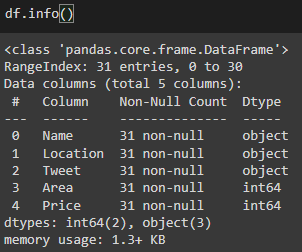 df.info()
<class 'pandas.core.frame.DataFrame'>
RangeIndex: 31 entries, 0 to 30
Data columns (total 5 columns):
 #   Column    Non-Null Count  Dtype
---  ------    --------------  -----
 0   Name      31 non-null     object
 1   Location  31 non-null     object
 2   Tweet     31 non-null     object
 3   Area      31 non-null     int64
 4   Price     31 non-null     int64
dtypes: int64(2), object(3)
memory usage: 1.3+ KB